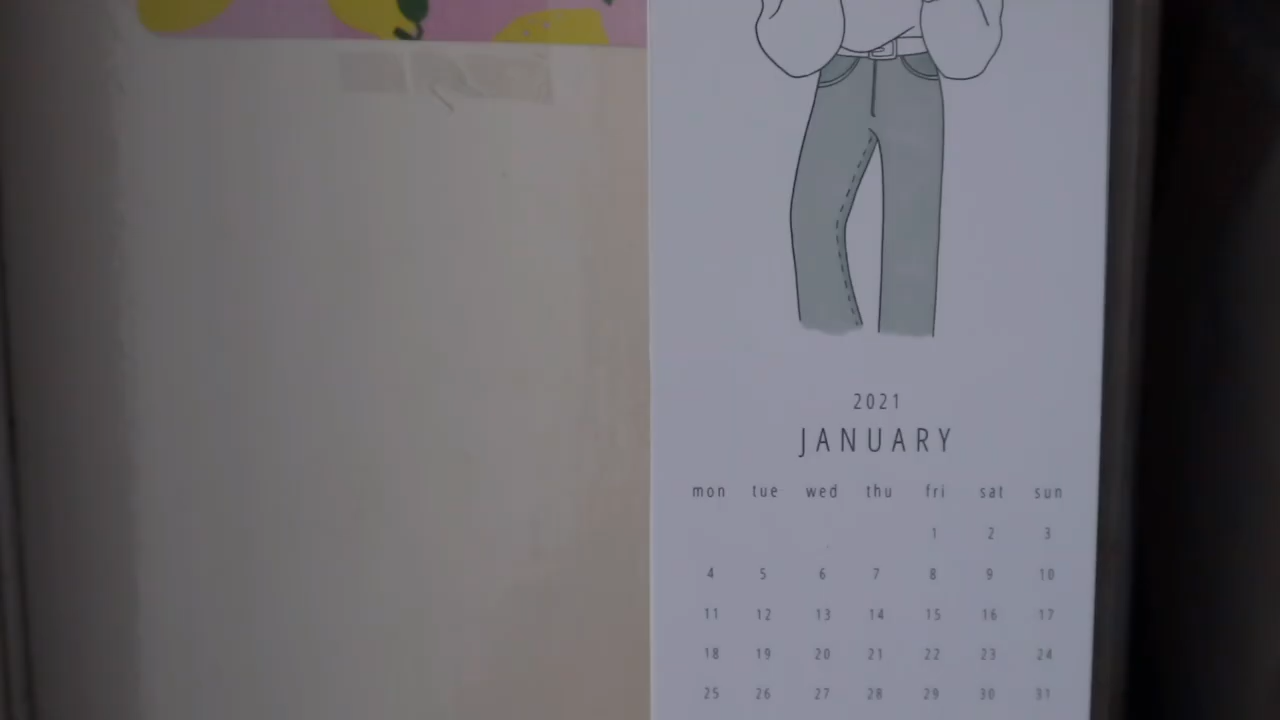 2021
JANUARY
mon tue wed thu fri sat sun
1 2 3
4 5 6 7 8 9 10
11 12 13 14 15 16 17
18 19 20 21 22 23 24
25 26 27 28 29 30 31